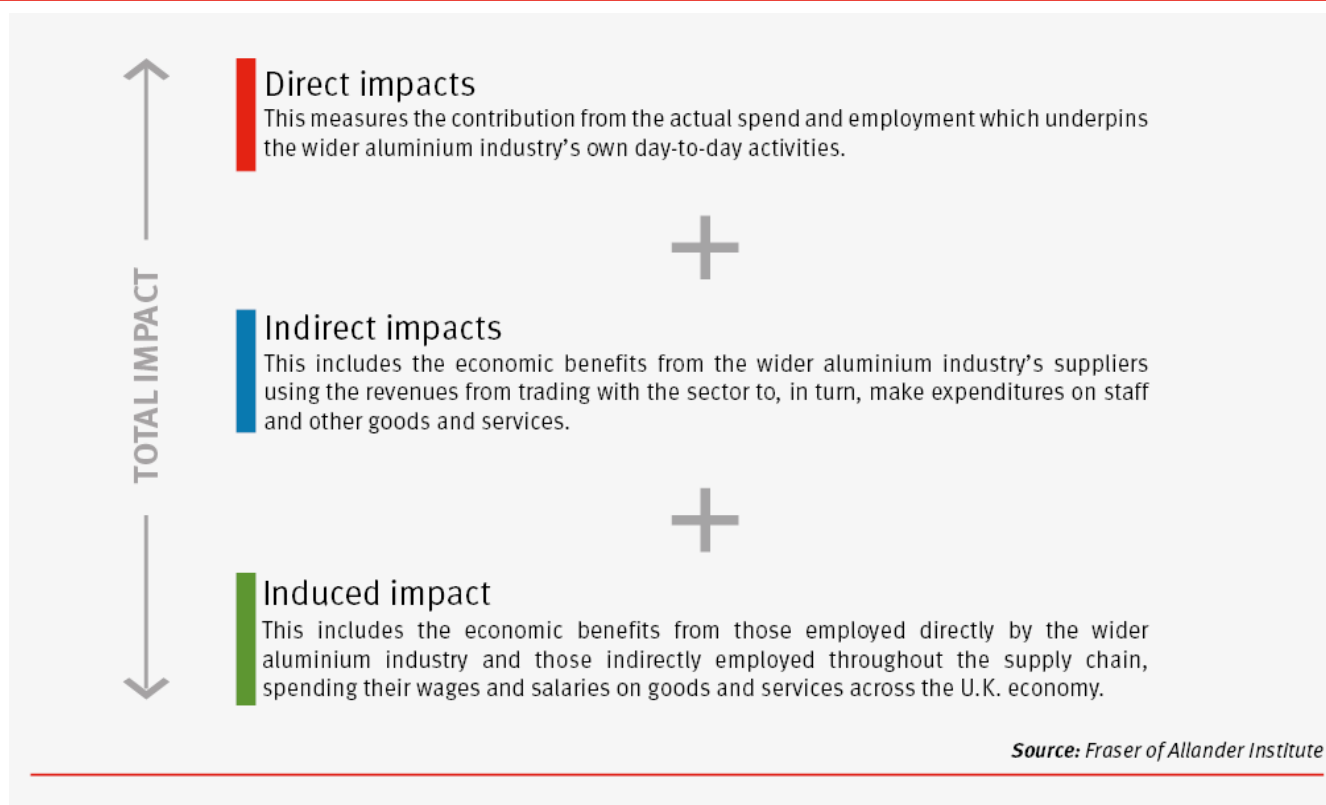 Direct impacts
This measures the contribution from the actual spend and employment which underpins
the wider aluminium industry’s own day-to-day activities.
+
TOTAL IMPACT
Indirect impacts
This includes the economic benefits from the wider aluminium industry’s suppliers
using the revenues from trading with the sector to, in turn, make expenditures on staff
and other goods and services.
+
Induced impact
This includes the economic benefits from those employed directly by the wider
aluminium industry and those indirectly employed throughout the supply chain,
spending their wages and salaries on goods and services across the U.K. economy.
Source: Fraser of Allander Institute